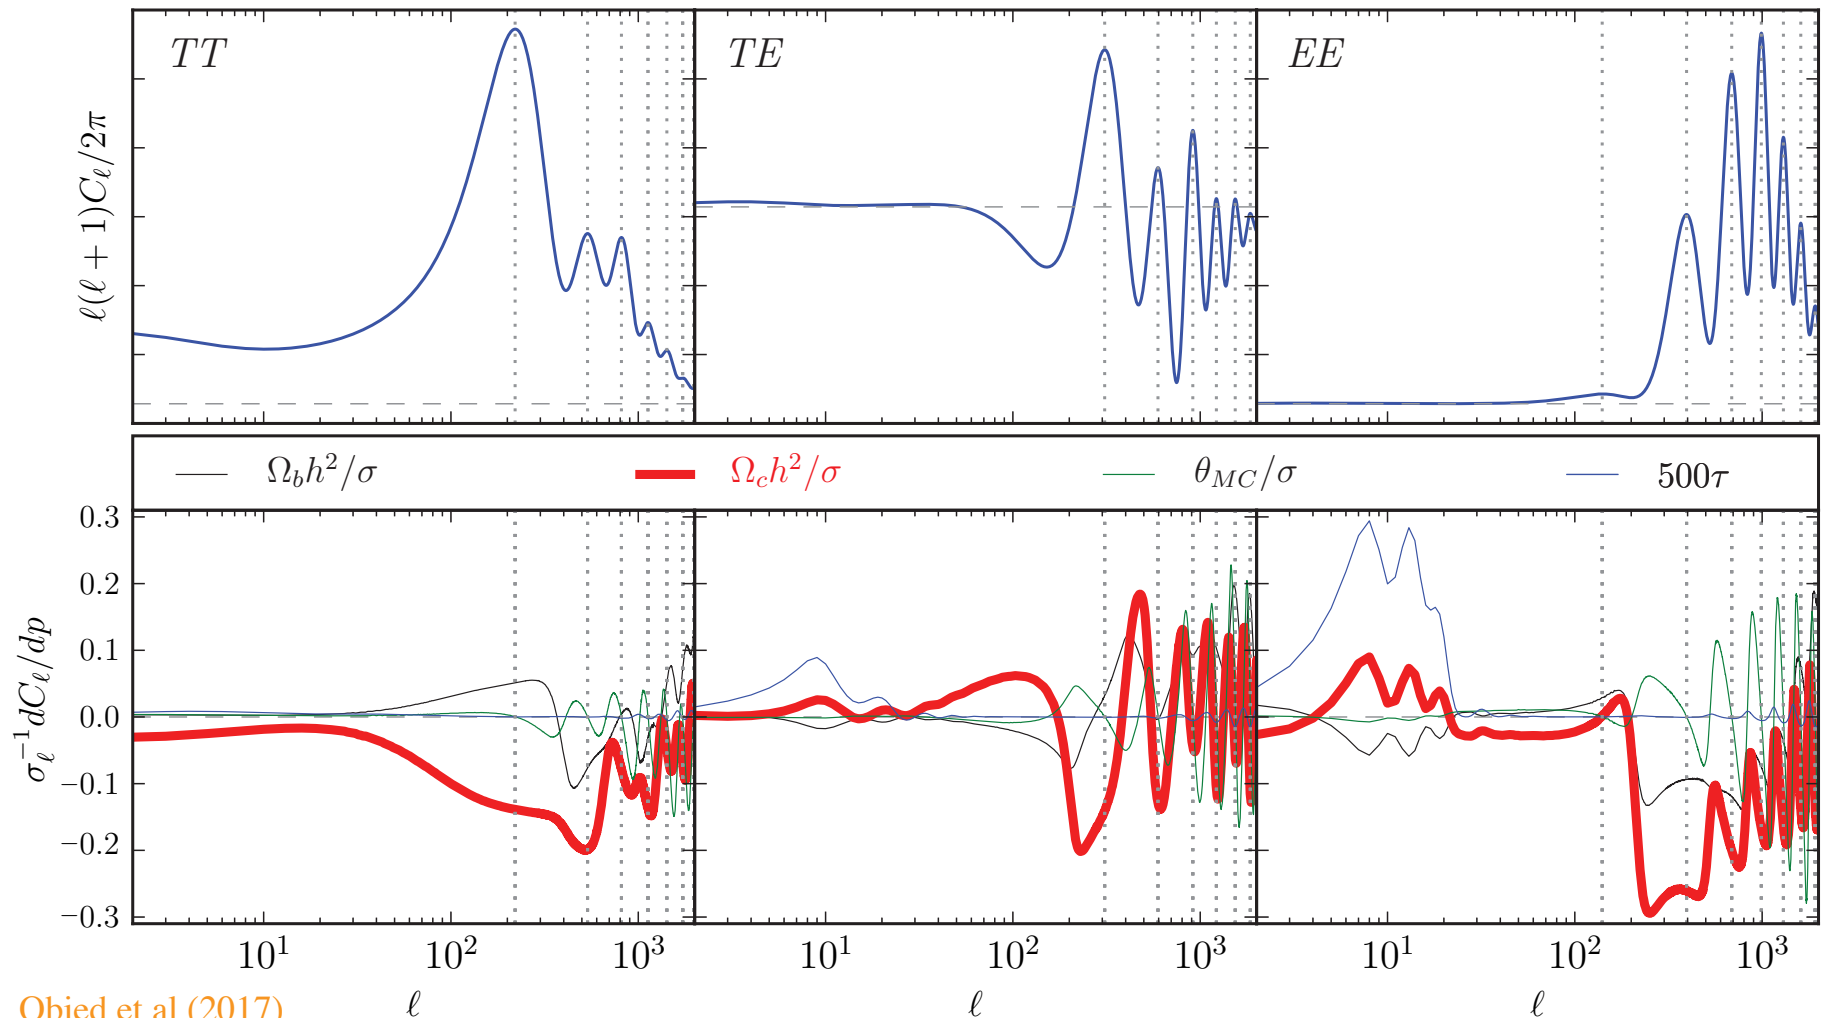 TT TE EE
ℓ(ℓ + 1)C_ℓ/2π
Ω_b h²/σ Ω_c h²/σ θ_{MC}/σ 500τ
0.3
0.2
0.1
0.0
−0.1
−0.2
−0.3
σ_ℓ^{−1} dC_ℓ/dp
10¹ 10² 10³ 10¹ 10² 10³ 10¹ 10² 10³
ℓ ℓ ℓ
Obied et al (2017)